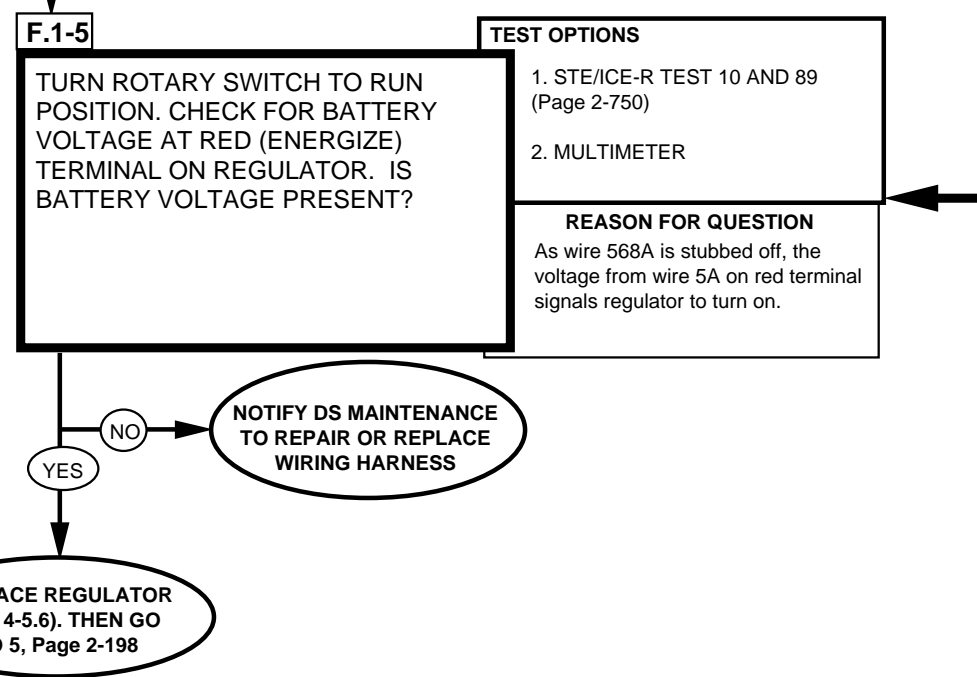 F.1-5
TURN ROTARY SWITCH TO RUN
POSITION. CHECK FOR BATTERY
VOLTAGE AT RED (ENERGIZE)
TERMINAL ON REGULATOR. IS
BATTERY VOLTAGE PRESENT?
TEST OPTIONS
1. STE/ICE-R TEST 10 AND 89
(Page 2-750)
2. MULTIMETER
REASON FOR QUESTION
As wire 568A is stubbed off, the
voltage from wire 5A on red terminal
signals regulator to turn on.
NO
NOTIFY DS MAINTENANCE
TO REPAIR OR REPLACE
WIRING HARNESS
YES
REGULATOR
4-5.6). THEN GO
5, Page 2-198